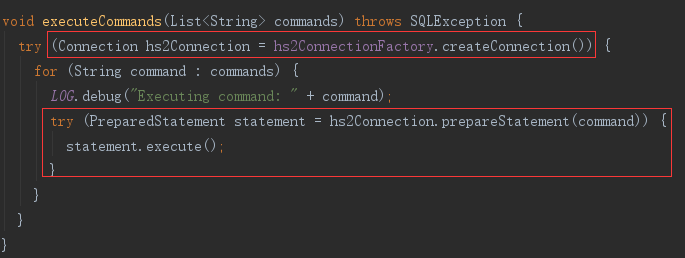 void executeCommands(List<String> commands) throws SQLException {
try (Connection hs2Connection = hs2ConnectionFactory.createConnection()) {
for (String command : commands) {
LOG.debug("Executing command: " + command);
try (PreparedStatement statement = hs2Connection.prepareStatement(command)) {
statement.execute();
}
}
}
}